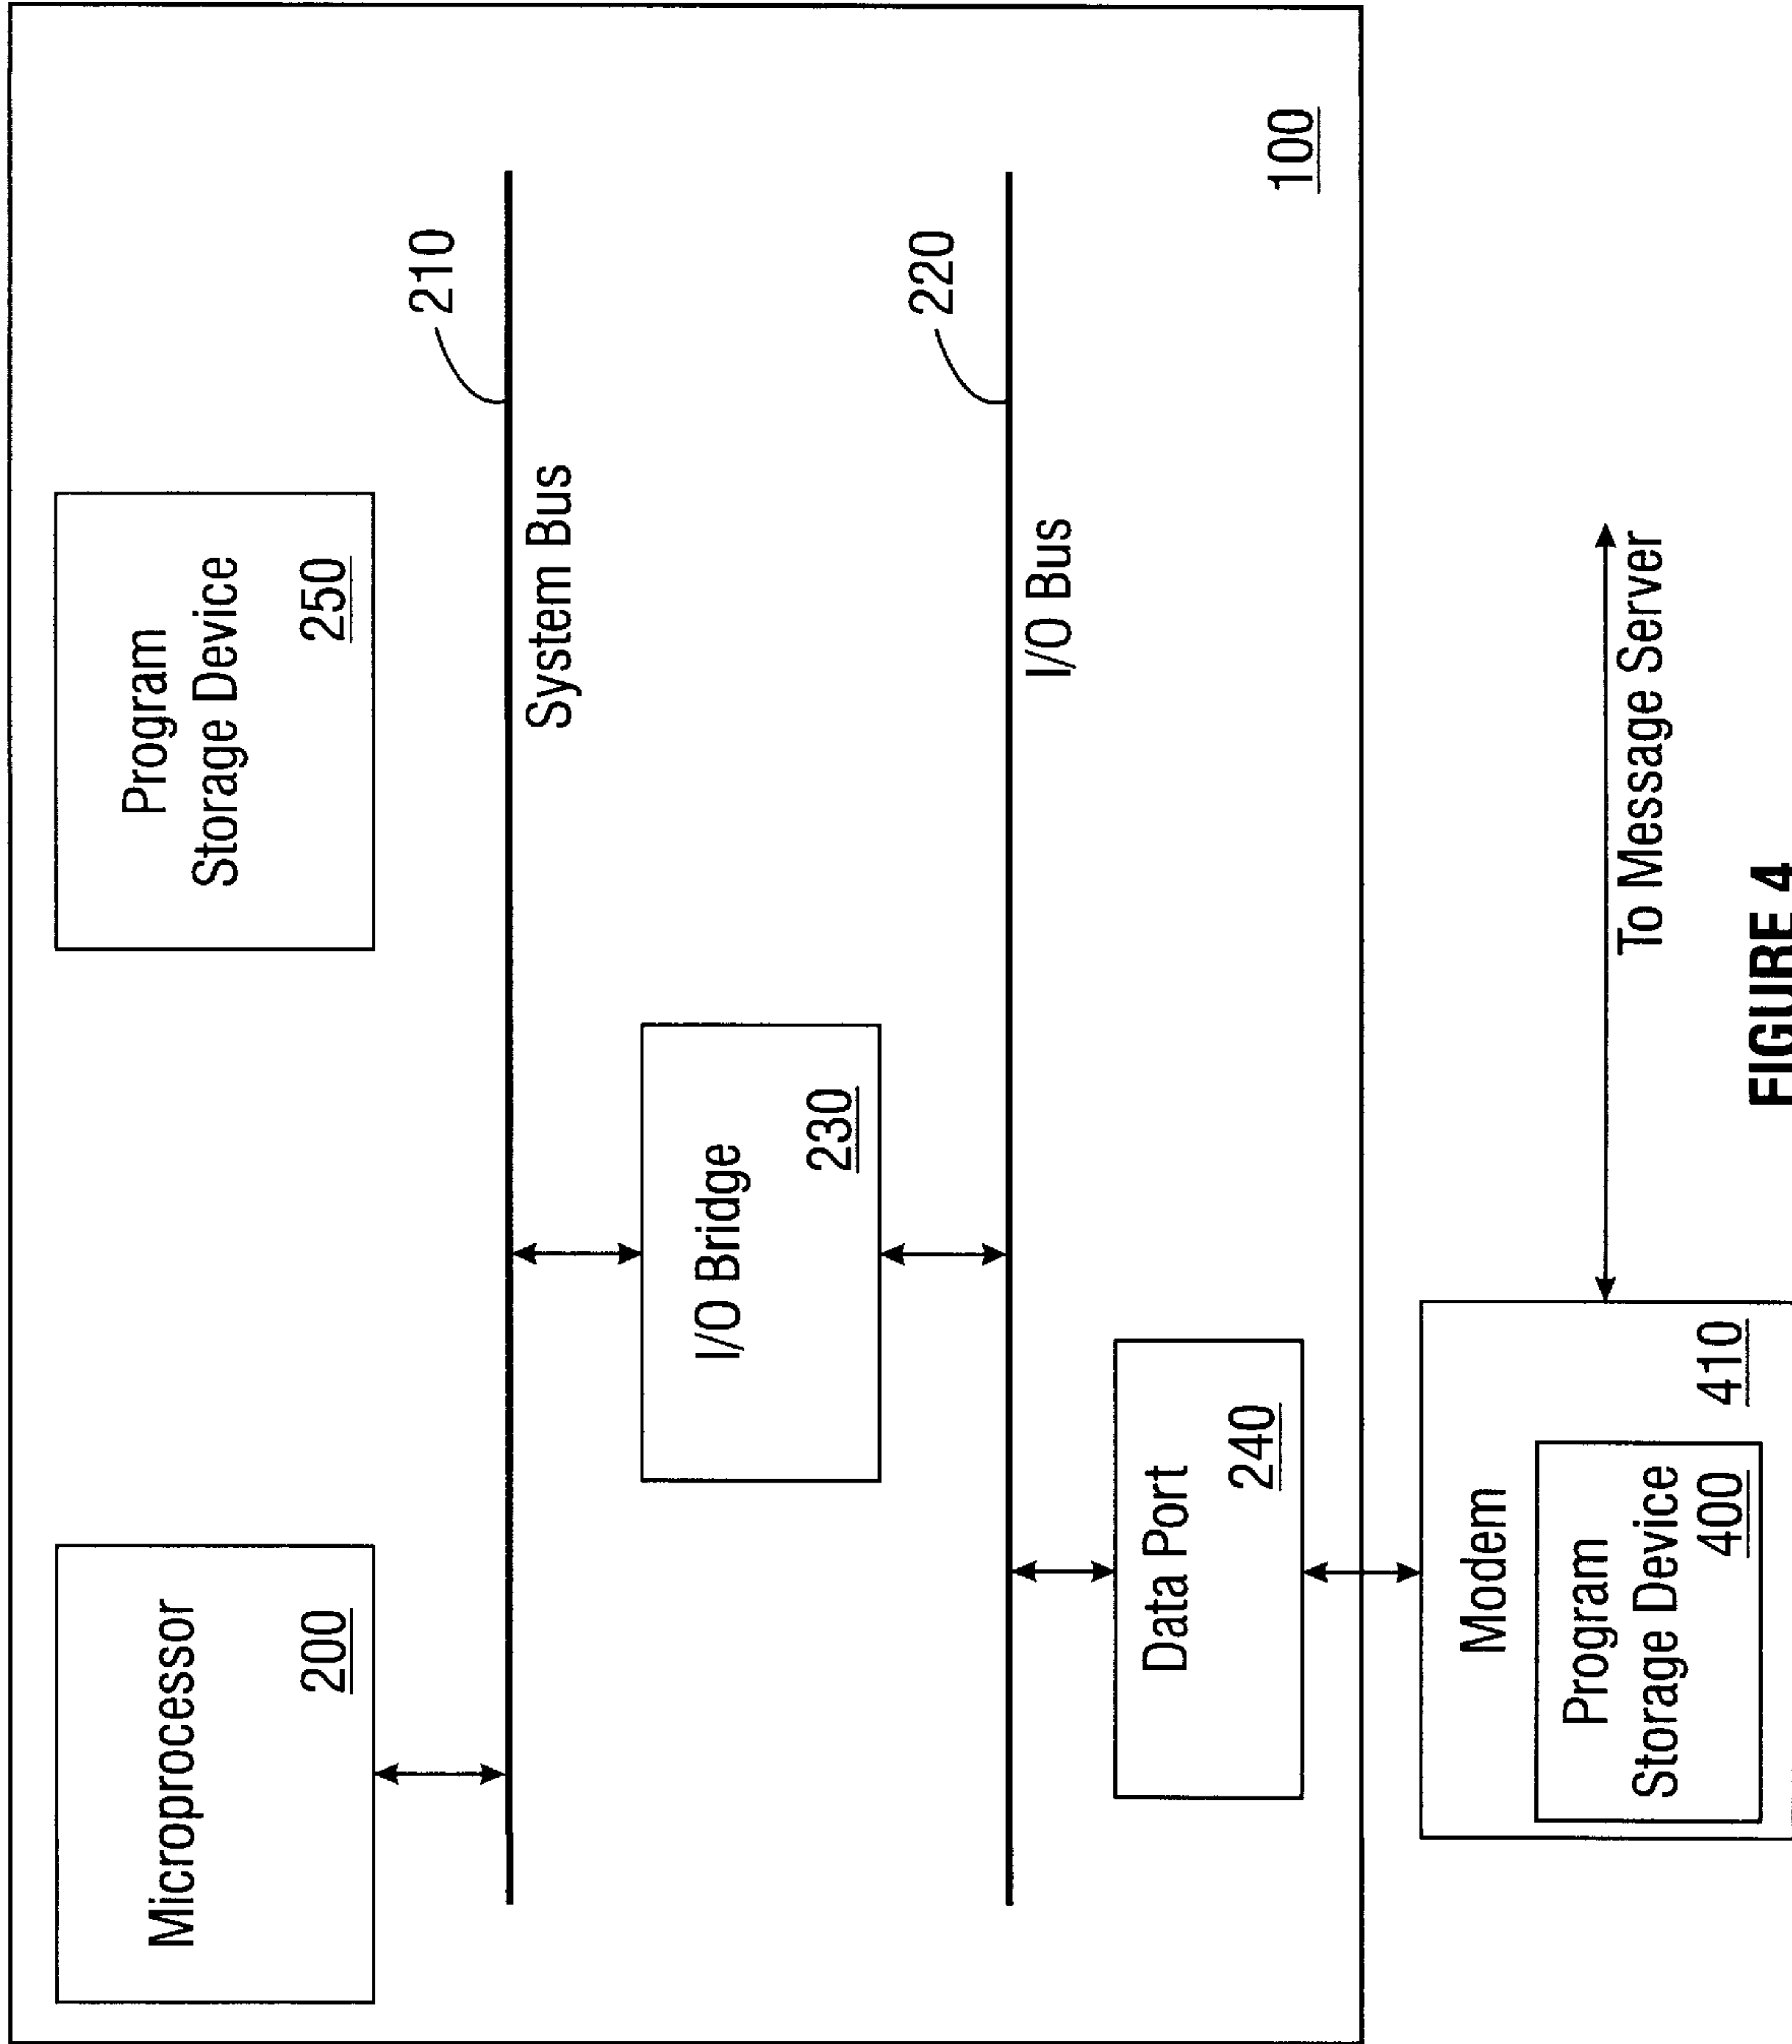 Microprocessor
200
Program
Storage Device
250
210
System Bus
I/O Bridge
230
220
I/O Bus
Data Port
240
100
Modem
Program
Storage Device
400
410
To Message Server
FIGURE 4